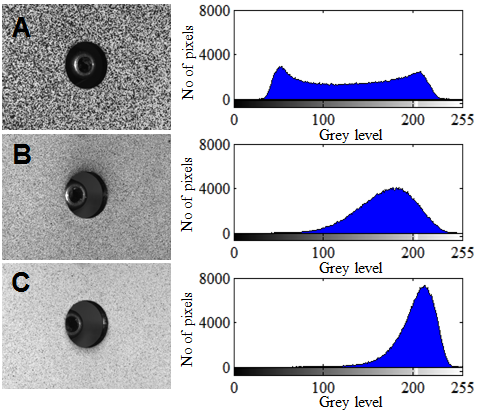 A
8000
4000
0
No of pixels
0 100 200 255
Grey level
B
8000
4000
0
No of pixels
0 100 200 255
Grey level
C
8000
4000
0
No of pixels
0 100 200 255
Grey level